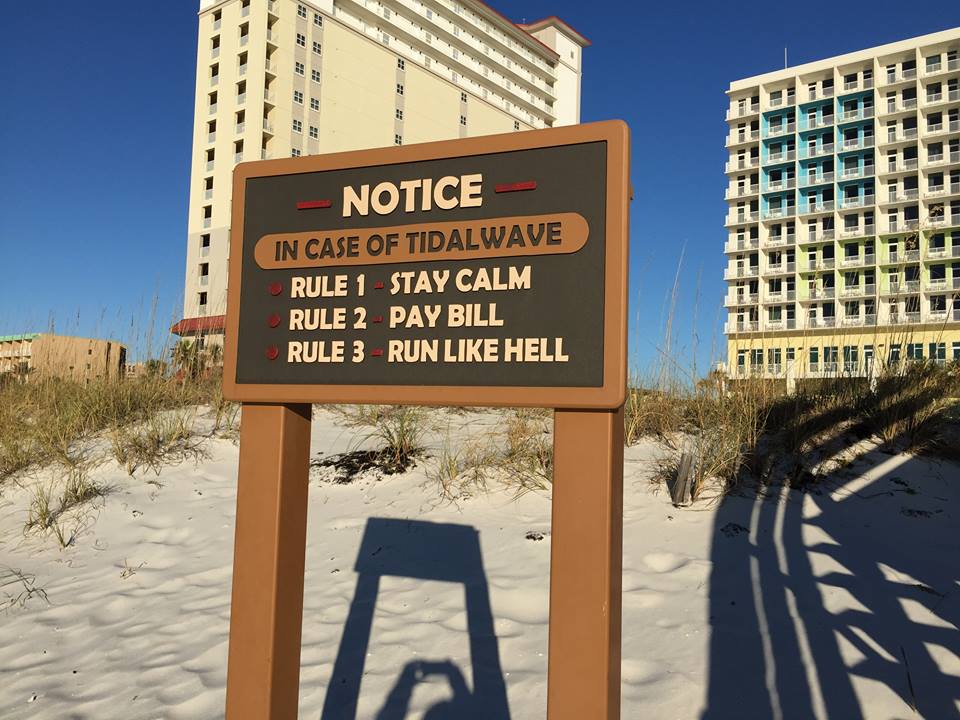 NOTICE
IN CASE OF TIDALWAVE
RULE 1 - STAY CALM
RULE 2 - PAY BILL
RULE 3 - RUN LIKE HELL